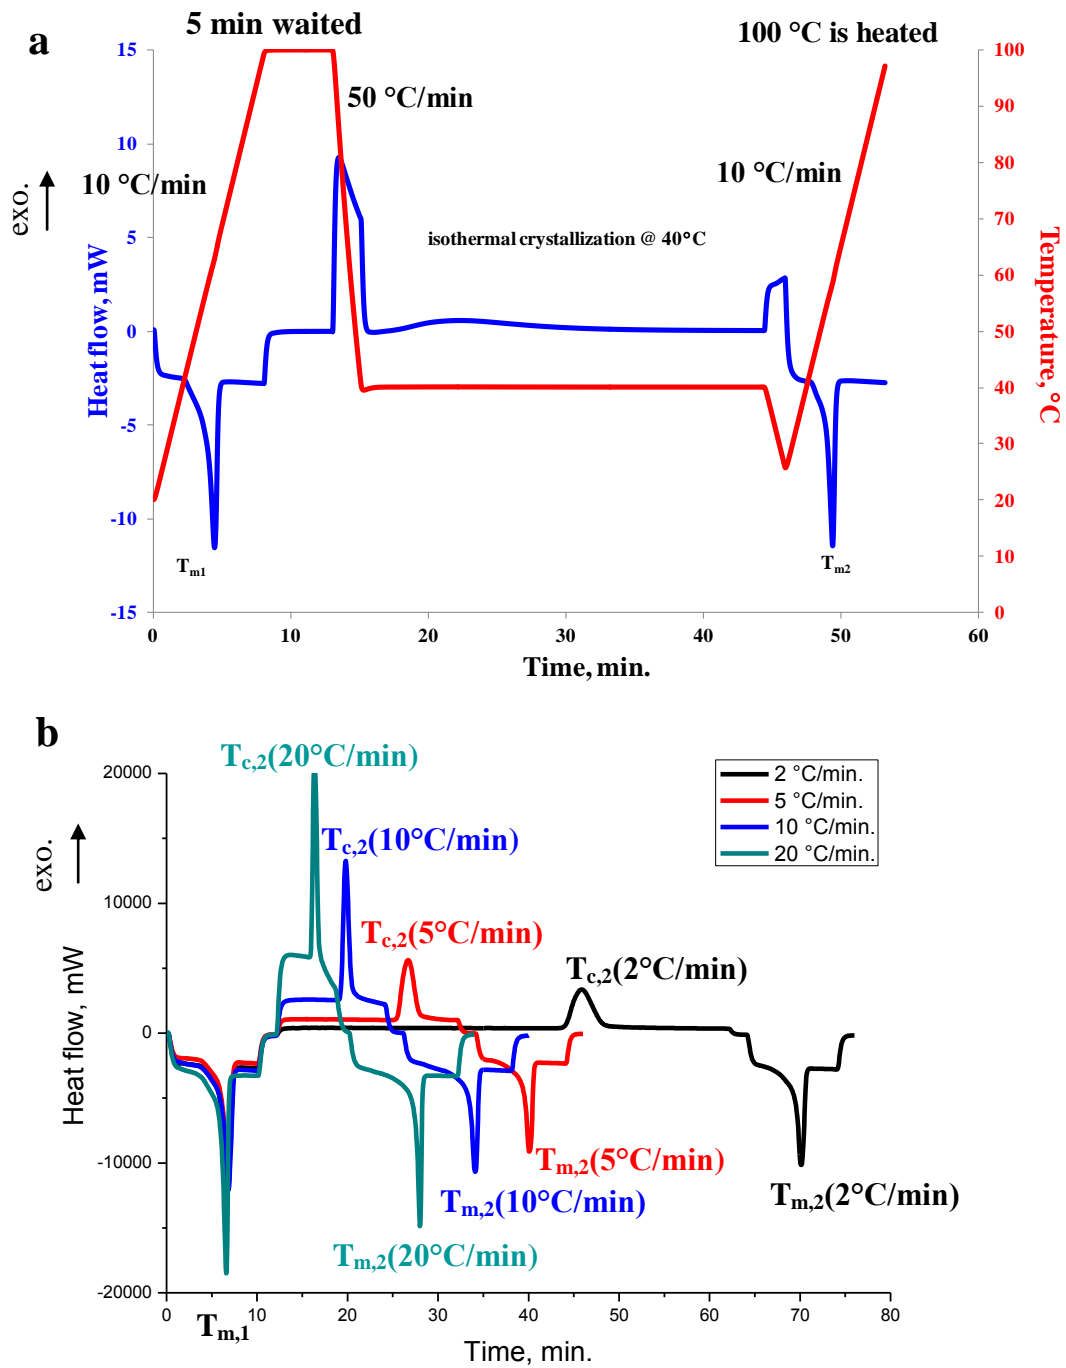 a
5 min waited
100 °C is heated
50 °C/min
10 °C/min
10 °C/min
exo.
isothermal crystallization @ 40°C
Heat flow, mW
Temperature, °C
15
10
5
0
-5
-10
-15
100
90
80
70
60
50
40
30
20
10
0
Tm1
Tm2
0
10
20
30
40
50
60
Time, min.
b
Tc,2(20°C/min)
Tc,2(10°C/min)
Tc,2(5°C/min)
Tc,2(2°C/min)
2 °C/min.
5 °C/min.
10 °C/min.
20 °C/min.
exo.
Heat flow, mW
20000
10000
0
-10000
-20000
Tm,2(5°C/min)
Tm,2(10°C/min)
Tm,2(2°C/min)
Tm,2(20°C/min)
Tm,1
0
10
20
30
40
50
60
70
80
Time, min.